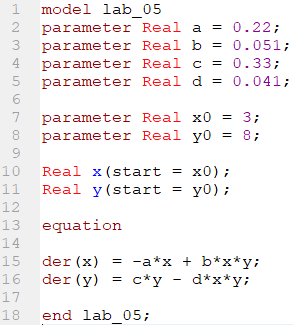 1 model lab_05
2 parameter Real a = 0.22;
3 parameter Real b = 0.051;
4 parameter Real c = 0.33;
5 parameter Real d = 0.041;
6
7 parameter Real x0 = 3;
8 parameter Real y0 = 8;
9
10 Real x(start = x0);
11 Real y(start = y0);
12
13 equation
14
15 der(x) = -a*x + b*x*y;
16 der(y) = c*y - d*x*y;
17
18 end lab_05;